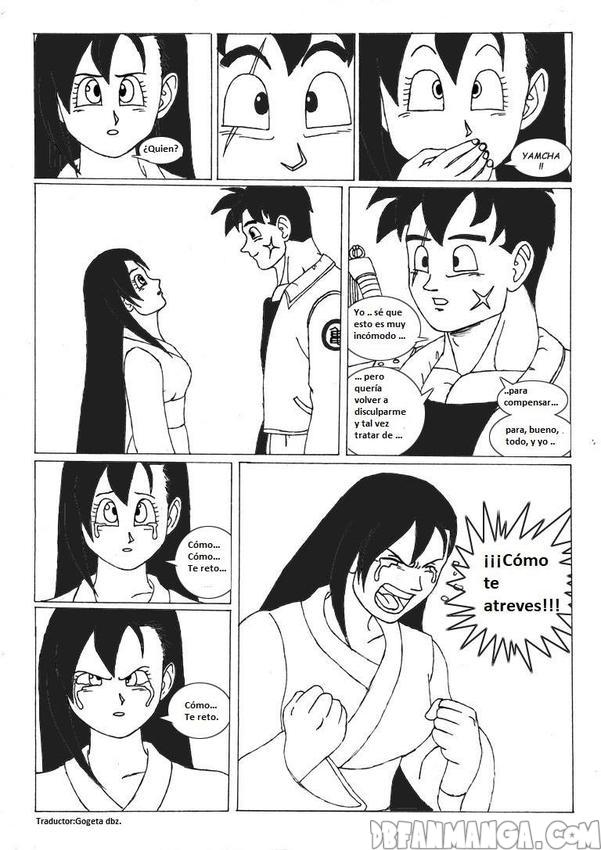 ¿Quien?
YAMCHA
!!
Yo .. sé que
esto es muy
incómodo ...
... pero
quería
volver a
disculparme
y tal vez
tratar de ...
..para
compensar...
para, bueno,
todo, y yo ..
Cómo...
Cómo...
Te reto...
Cómo...
Te reto.
¡¡¡Cómo
te
atreves!!!
Traductor:Gogeta dbz.
DBFANMANGA.COM